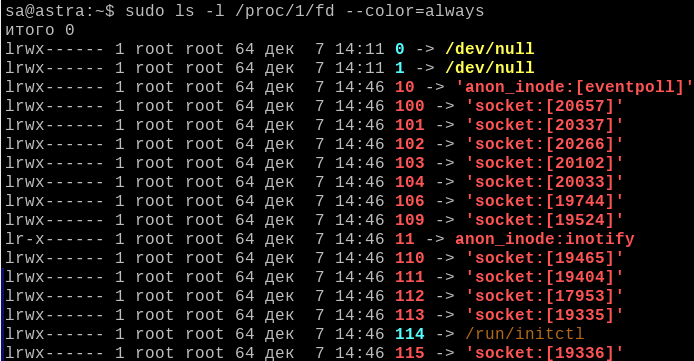 sa@astra:~$ sudo ls -l /proc/1/fd --color=always
итого 0
lrwx------ 1 root root 64 дек  7 14:11 0 -> /dev/null
lrwx------ 1 root root 64 дек  7 14:11 1 -> /dev/null
lrwx------ 1 root root 64 дек  7 14:46 10 -> 'anon_inode:[eventpoll]'
lrwx------ 1 root root 64 дек  7 14:46 100 -> 'socket:[20657]'
lrwx------ 1 root root 64 дек  7 14:46 101 -> 'socket:[20337]'
lrwx------ 1 root root 64 дек  7 14:46 102 -> 'socket:[20266]'
lrwx------ 1 root root 64 дек  7 14:46 103 -> 'socket:[20102]'
lrwx------ 1 root root 64 дек  7 14:46 104 -> 'socket:[20033]'
lrwx------ 1 root root 64 дек  7 14:46 106 -> 'socket:[19744]'
lrwx------ 1 root root 64 дек  7 14:46 109 -> 'socket:[19524]'
lr-x------ 1 root root 64 дек  7 14:46 11 -> anon_inode:inotify
lrwx------ 1 root root 64 дек  7 14:46 110 -> 'socket:[19465]'
lrwx------ 1 root root 64 дек  7 14:46 111 -> 'socket:[19404]'
lrwx------ 1 root root 64 дек  7 14:46 112 -> 'socket:[17953]'
lrwx------ 1 root root 64 дек  7 14:46 113 -> 'socket:[19335]'
lrwx------ 1 root root 64 дек  7 14:46 114 -> /run/initctl
lrwx------ 1 root root 64 дек  7 14:46 115 -> 'socket:[19336]'